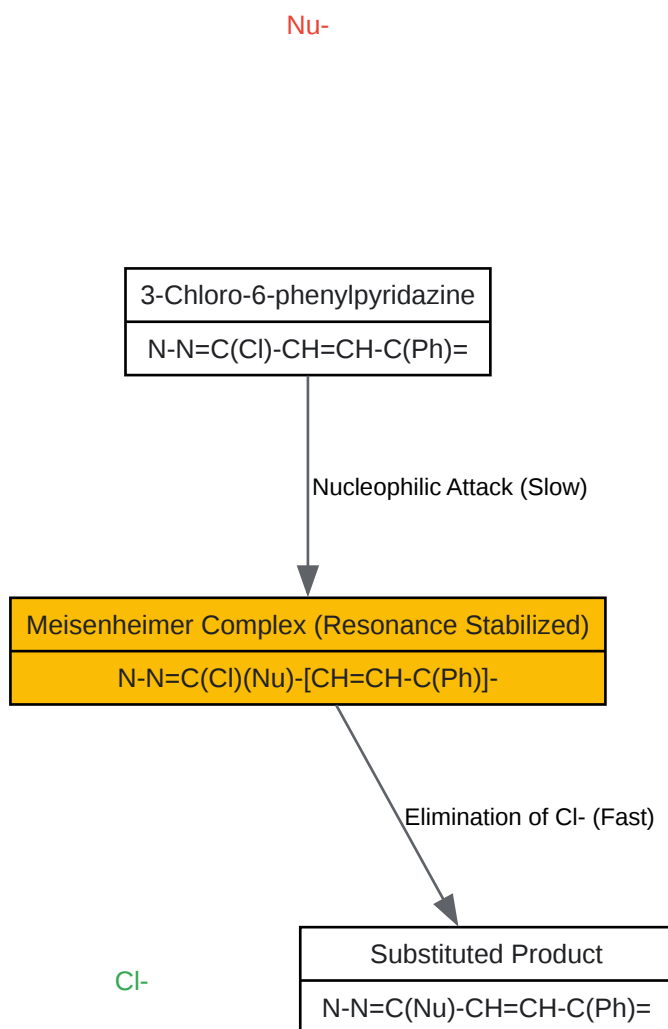 Nu-
3-Chloro-6-phenylpyridazine
N-N=C(Cl)-CH=CH-C(Ph)=
Nucleophilic Attack (Slow)
Meisenheimer Complex (Resonance Stabilized)
N-N=C(Cl)(Nu)-[CH=CH-C(Ph)]-
Elimination of Cl- (Fast)
Cl-
Substituted Product
N-N=C(Nu)-CH=CH-C(Ph)=